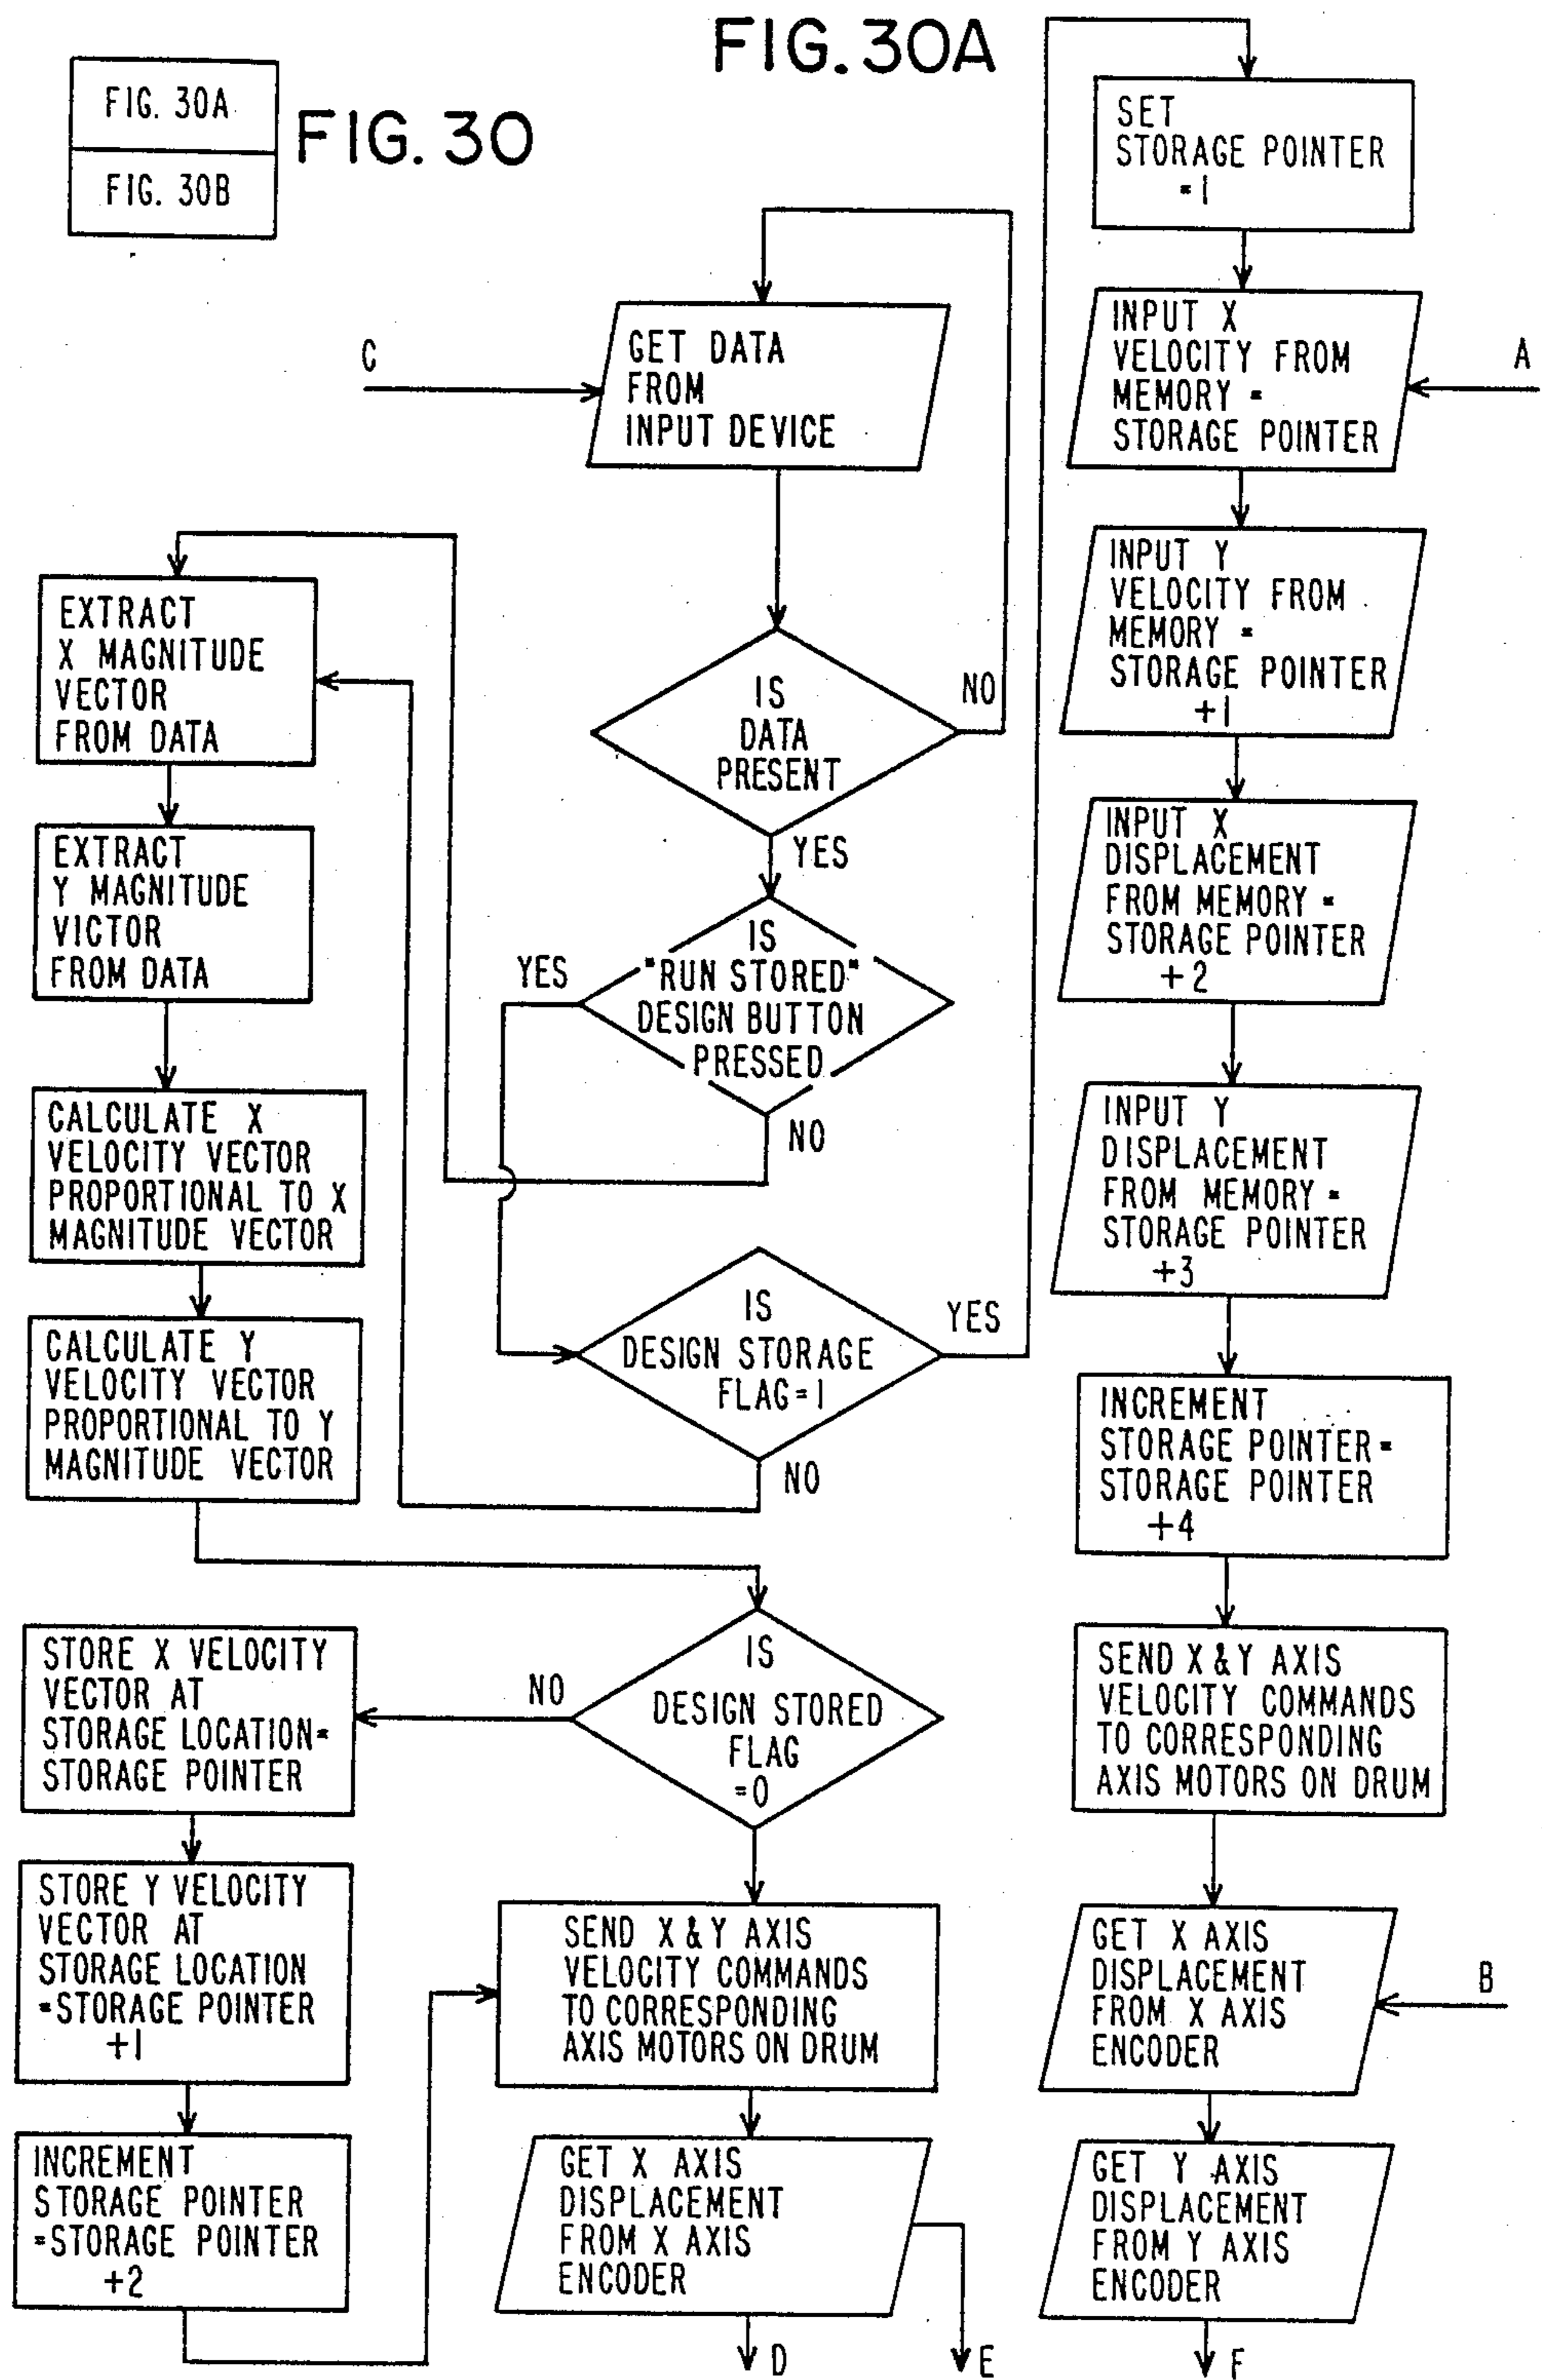 FIG. 30A
FIG. 30A
FIG. 30B
FIG. 30
C
GET DATA
FROM
INPUT DEVICE
IS
DATA
PRESENT
NO
YES
IS
"RUN STORED"
DESIGN BUTTON
PRESSED
YES
NO
IS
DESIGN STORAGE
FLAG=1
YES
NO
EXTRACT
X MAGNITUDE
VECTOR
FROM DATA
EXTRACT
Y MAGNITUDE
VICTOR
FROM DATA
CALCULATE X
VELOCITY VECTOR
PROPORTIONAL TO X
MAGNITUDE VECTOR
CALCULATE Y
VELOCITY VECTOR
PROPORTIONAL TO Y
MAGNITUDE VECTOR
IS
DESIGN STORED
FLAG
=0
NO
STORE X VELOCITY
VECTOR AT
STORAGE LOCATION=
STORAGE POINTER
STORE Y VELOCITY
VECTOR AT
STORAGE LOCATION
=STORAGE POINTER
+1
INCREMENT
STORAGE POINTER
=STORAGE POINTER
+2
SEND X & Y AXIS
VELOCITY COMMANDS
TO CORRESPONDING
AXIS MOTORS ON DRUM
GET X AXIS
DISPLACEMENT
FROM X AXIS
ENCODER
D
E
SET
STORAGE POINTER
=1
INPUT X
VELOCITY FROM
MEMORY =
STORAGE POINTER
A
INPUT Y
VELOCITY FROM
MEMORY =
STORAGE POINTER
+1
INPUT X
DISPLACEMENT
FROM MEMORY =
STORAGE POINTER
+2
INPUT Y
DISPLACEMENT
FROM MEMORY =
STORAGE POINTER
+3
INCREMENT
STORAGE POINTER =
STORAGE POINTER
+4
SEND X & Y AXIS
VELOCITY COMMANDS
TO CORRESPONDING
AXIS MOTORS ON DRUM
GET X AXIS
DISPLACEMENT
FROM X AXIS
ENCODER
B
GET Y AXIS
DISPLACEMENT
FROM Y AXIS
ENCODER
F